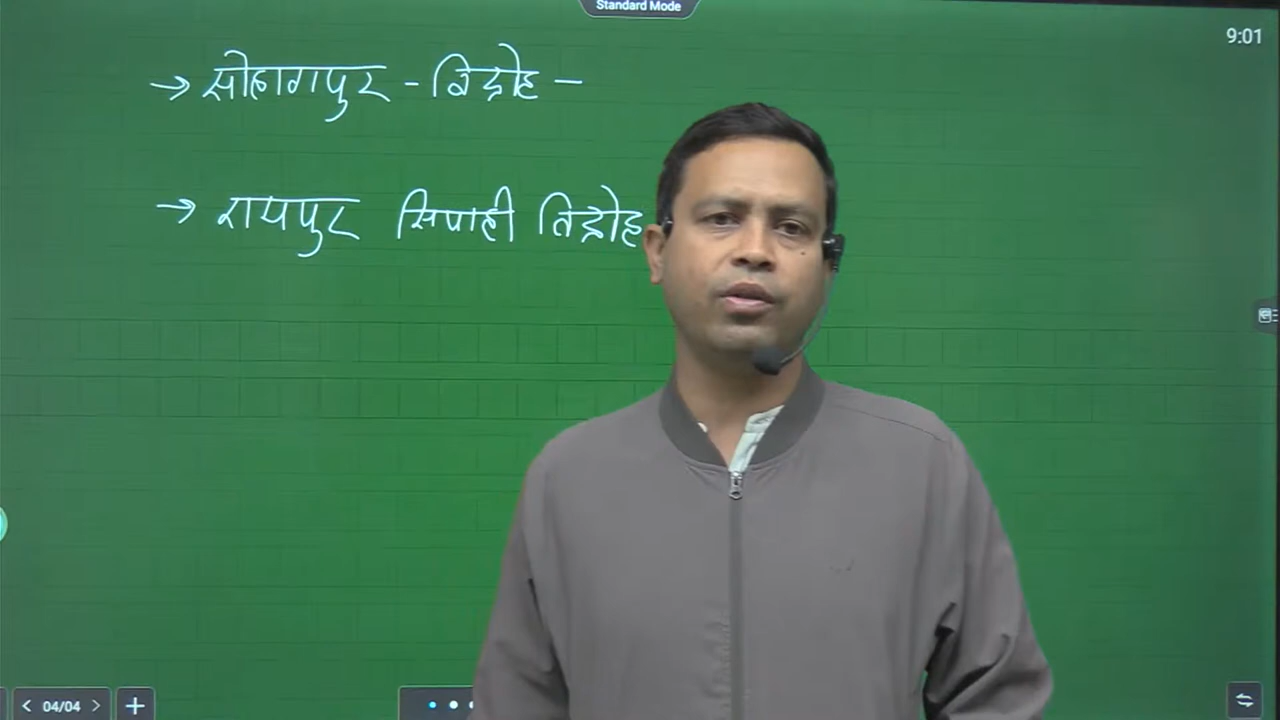 Standard Mode
9:01
→ सोहागपुर - विद्रोह -
→ रायपुर सिपाही विद्रोह
04/04